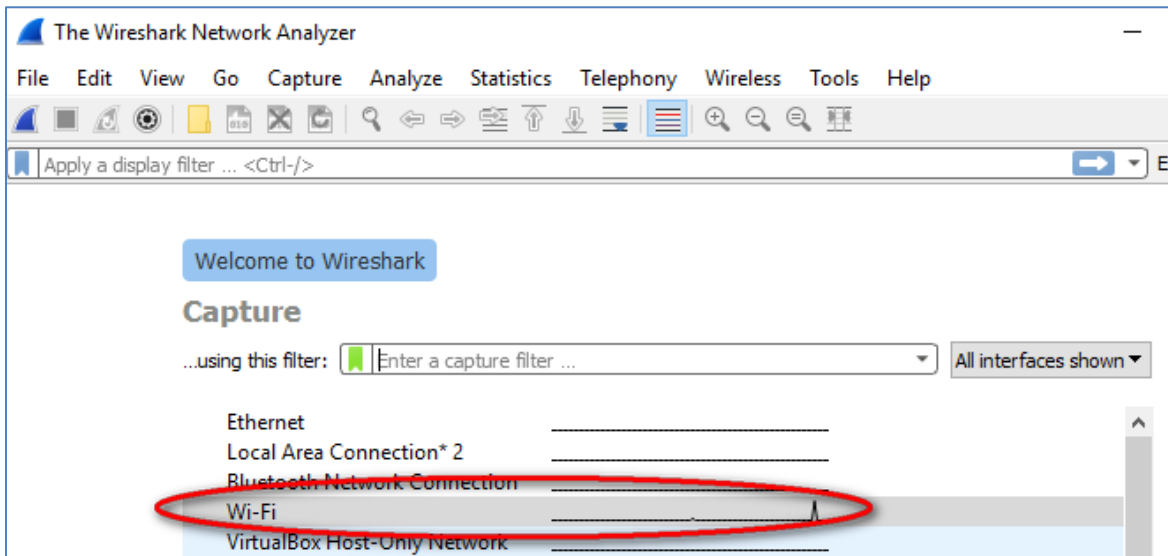 The Wireshark Network Analyzer
File Edit View Go Capture Analyze Statistics Telephony Wireless Tools Help
Apply a display filter ... <Ctrl-/> E
Welcome to Wireshark
Capture
...using this filter: Enter a capture filter ... All interfaces shown
Ethernet
Local Area Connection* 2
Bluetooth Network Connection
Wi-Fi
VirtualBox Host-Only Network